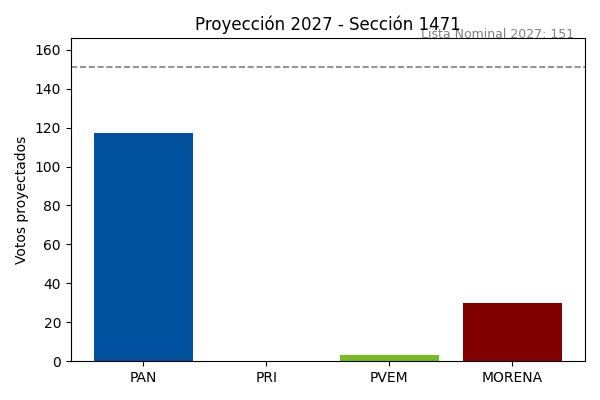 Proyección 2027 - Sección 1471
Lista Nominal 2027: 151
Votos proyectados
160
140
120
100
80
60
40
20
0
PAN PRI PVEM MORENA